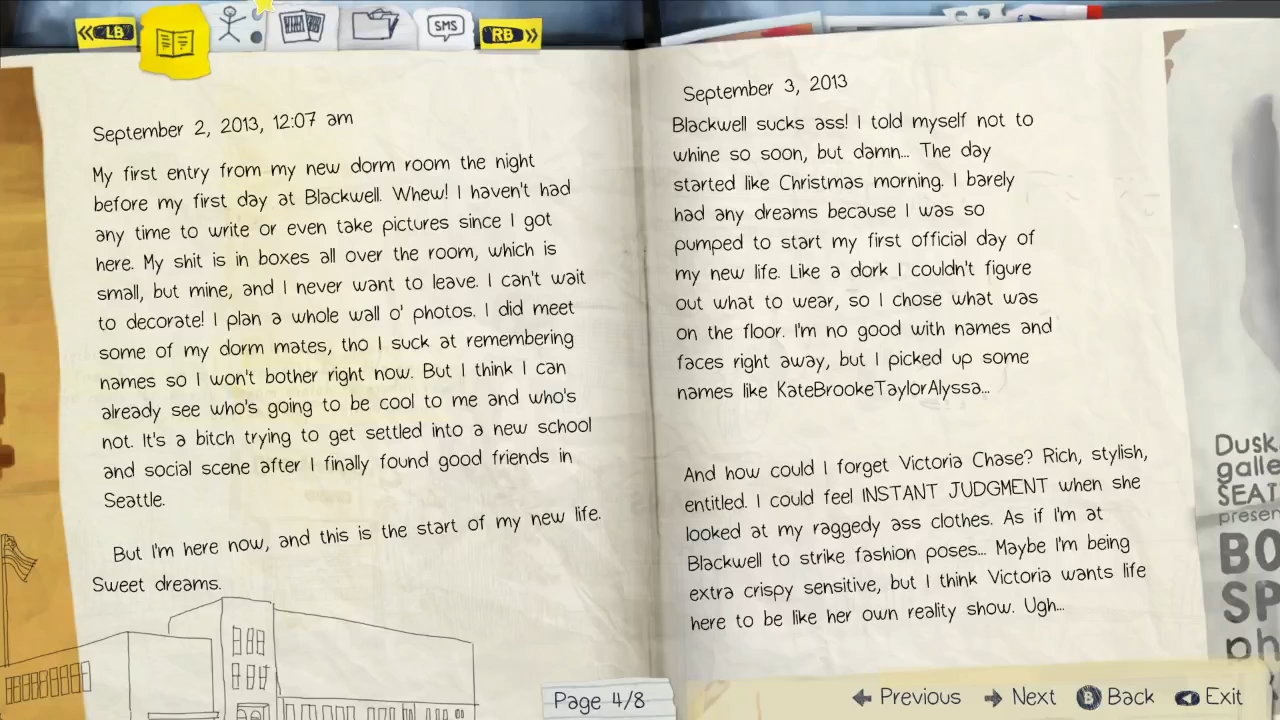 LB
SMS
RB
September 2, 2013, 12:07 am
My first entry from my new dorm room the night
before my first day at Blackwell. Whew! I haven't had
any time to write or even take pictures since I got
here. My shit is in boxes all over the room, which is
small, but mine, and I never want to leave. I can't wait
to decorate! I plan a whole wall o' photos. I did meet
some of my dorm mates, tho I suck at remembering
names so I won't bother right now. But I think I can
already see who's going to be cool to me and who's
not. It's a bitch trying to get settled into a new school
and social scene after I finally found good friends in
Seattle.
But I'm here now, and this is the start of my new life.
Sweet dreams.
September 3, 2013
Blackwell sucks ass! I told myself not to
whine so soon, but damn... The day
started like Christmas morning. I barely
had any dreams because I was so
pumped to start my first official day of
my new life. Like a dork I couldn't figure
out what to wear, so I chose what was
on the floor. I'm no good with names and
faces right away, but I picked up some
names like KateBrookeTaylorAlyssa...
And how could I forget Victoria Chase? Rich, stylish,
entitled. I could feel INSTANT JUDGMENT when she
looked at my raggedy ass clothes. As if I'm at
Blackwell to strike fashion poses... Maybe I'm being
extra crispy sensitive, but I think Victoria wants life
here to be like her own reality show. Ugh...
Dusk
galle
SEAT
presen
BO
SP
ph
Page 4/8
Previous
Next
B Back
Exit